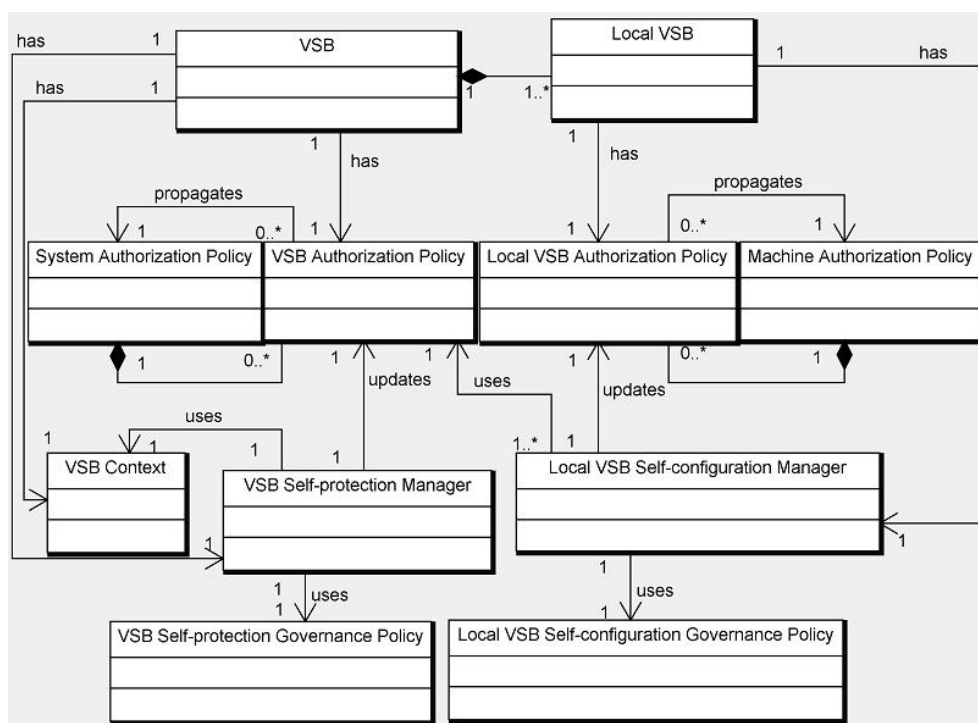 has
1
VSB
Local VSB
1
has
has
1
1
1..*
1
has
1
has
propagates
1
0..*
1
propagates
1
0..*
1
System Authorization Policy
VSB Authorization Policy
Local VSB Authorization Policy
Machine Authorization Policy
1
0..*
1
updates
1
uses
1
updates
0..*
1
uses
1
1
1
1
1..*
1
VSB Context
VSB Self-protection Manager
Local VSB Self-configuration Manager
1
1
1
uses
1
1
uses
1
VSB Self-protection Governance Policy
Local VSB Self-configuration Governance Policy